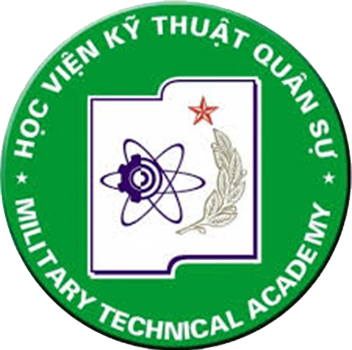 HỌC VIỆN KỸ THUẬT QUÂN SỰ
MILITARY TECHNICAL ACADEMY